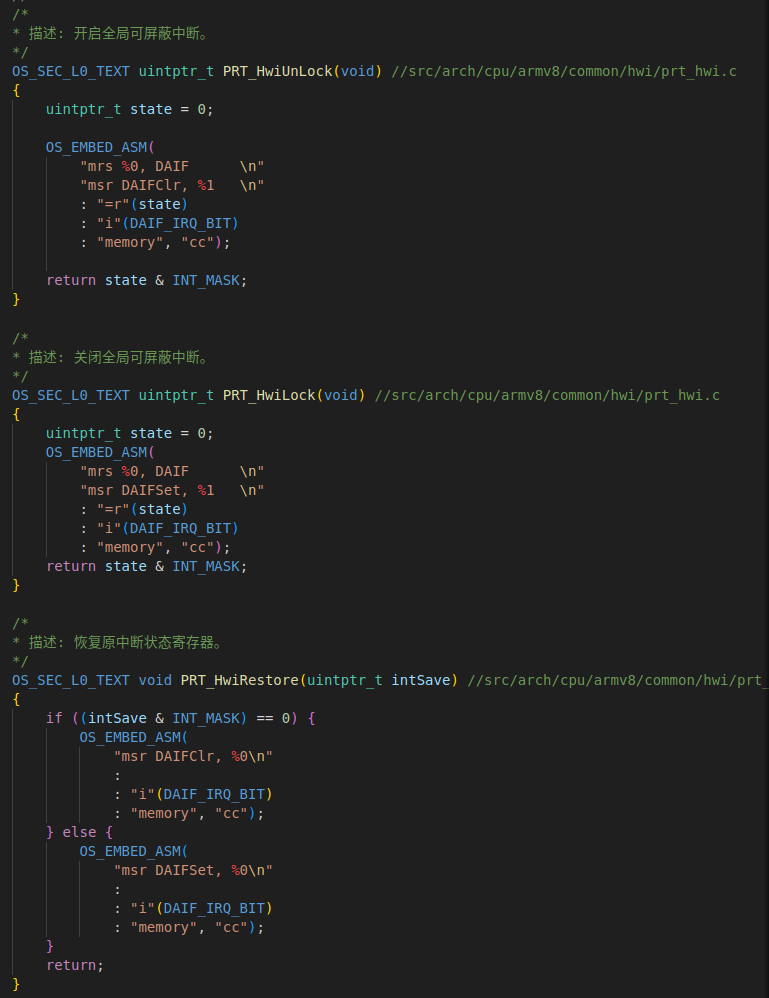 /*
* 描述: 开启全局可屏蔽中断。
*/
OS_SEC_L0_TEXT uintptr_t PRT_HwiUnLock(void) //src/arch/cpu/armv8/common/hwi/prt_hwi.c
{
    uintptr_t state = 0;

    OS_EMBED_ASM(
        "mrs %0, DAIF      \n"
        "msr DAIFClr, %1   \n"
        : "=r"(state)
        : "i"(DAIF_IRQ_BIT)
        : "memory", "cc");

    return state & INT_MASK;
}

/*
* 描述: 关闭全局可屏蔽中断。
*/
OS_SEC_L0_TEXT uintptr_t PRT_HwiLock(void) //src/arch/cpu/armv8/common/hwi/prt_hwi.c
{
    uintptr_t state = 0;
    OS_EMBED_ASM(
        "mrs %0, DAIF      \n"
        "msr DAIFSet, %1   \n"
        : "=r"(state)
        : "i"(DAIF_IRQ_BIT)
        : "memory", "cc");
    return state & INT_MASK;
}

/*
* 描述: 恢复原中断状态寄存器。
*/
OS_SEC_L0_TEXT void PRT_HwiRestore(uintptr_t intSave) //src/arch/cpu/armv8/common/hwi/prt_
{
    if ((intSave & INT_MASK) == 0) {
        OS_EMBED_ASM(
            "msr DAIFClr, %0\n"
            :
            : "i"(DAIF_IRQ_BIT)
            : "memory", "cc");
    } else {
        OS_EMBED_ASM(
            "msr DAIFSet, %0\n"
            :
            : "i"(DAIF_IRQ_BIT)
            : "memory", "cc");
    }
    return;
}